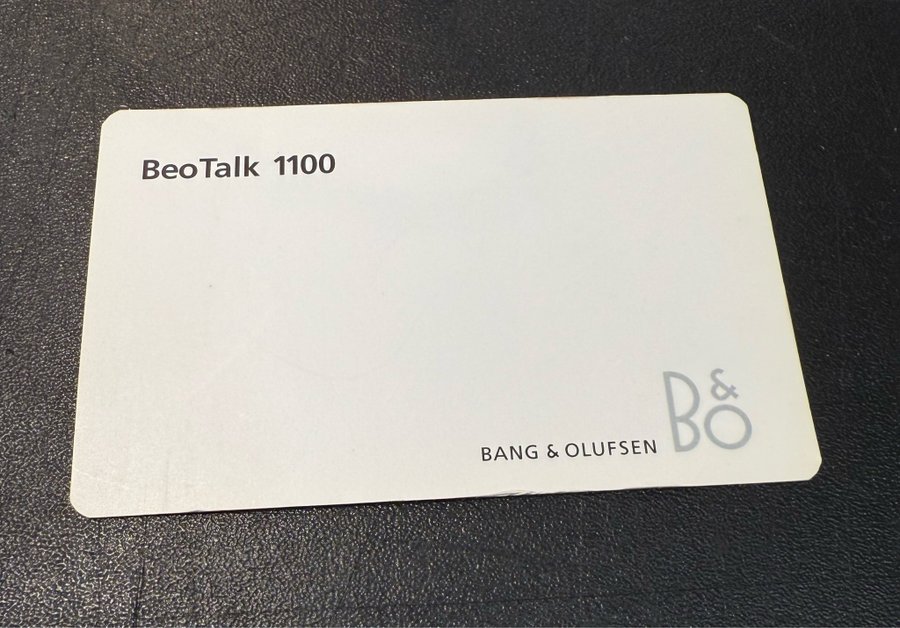 BeoTalk 1100
BANG & OLUFSEN
B&O